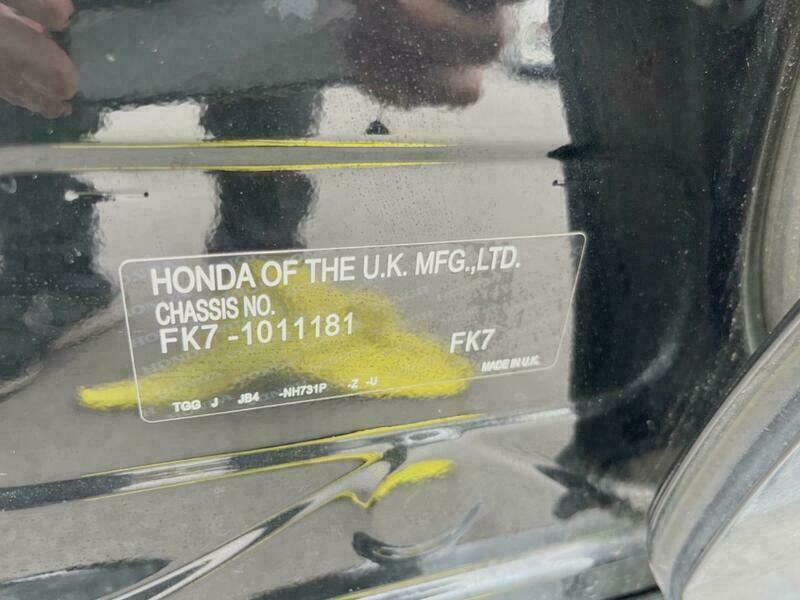 HONDA OF THE U.K. MFG.,LTD.
CHASSIS NO.
FK7 -1011181
FK7
MADE IN U.K.
TGG J JB4 -NH731P -Z -U